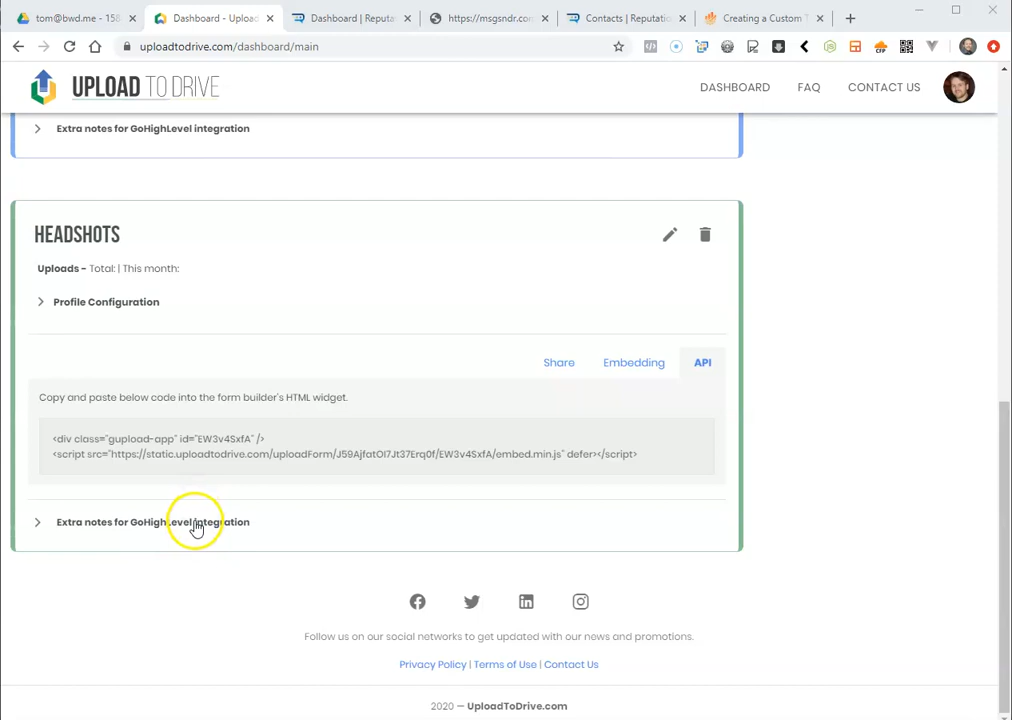 tom@bwd.me - 158
Dashboard - Upload
Dashboard | Reputa
https://msgsndr.co
Contacts | Reputatio
Creating a Custom T
uploadtodrive.com/dashboard/main
UPLOAD TO DRIVE
DASHBOARD FAQ CONTACT US
Extra notes for GoHighLevel integration
HEADSHOTS
Uploads - Total: | This month:
Profile Configuration
Share Embedding API
Copy and paste below code into the form builder's HTML widget.
<div class="gupload-app" id="EW3v4SxfA" />
<script src="https://static.uploadtodrive.com/uploadForm/J59AjfatOl7Jt37Erq0f/EW3v4SxfA/embed.min.js" defer></script>
Extra notes for GoHighLevel integration
Follow us on our social networks to get updated with our news and promotions.
Privacy Policy | Terms of Use | Contact Us
2020 — UploadToDrive.com